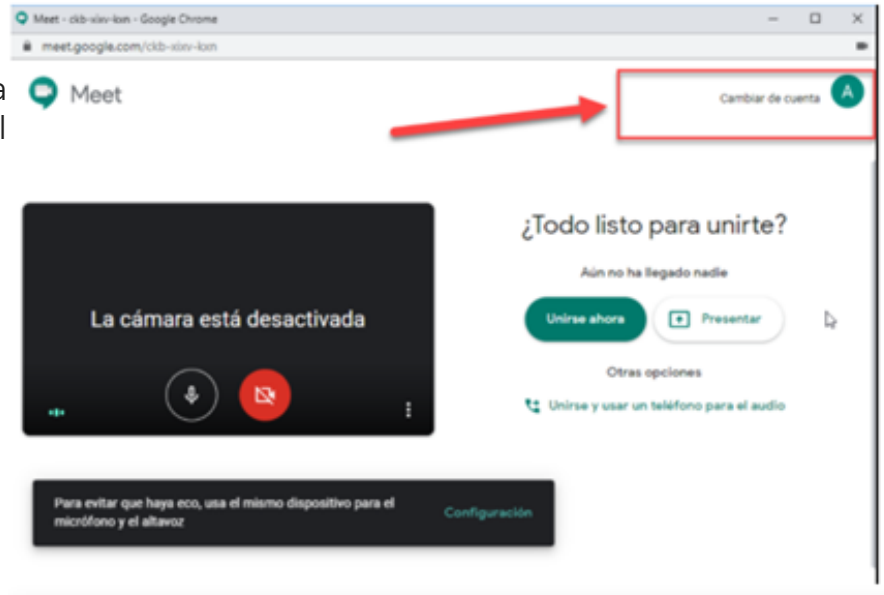 Meet - ckb-xixv-kxn - Google Chrome
meet.google.com/ckb-xixv-kxn
a
l
Meet
Cambiar de cuenta
A
¿Todo listo para unirte?
Aún no ha llegado nadie
La cámara está desactivada
Unirse ahora
Presentar
Otras opciones
Unirse y usar un teléfono para el audio
Para evitar que haya eco, usa el mismo dispositivo para el
micrófono y el altavoz
Configuración